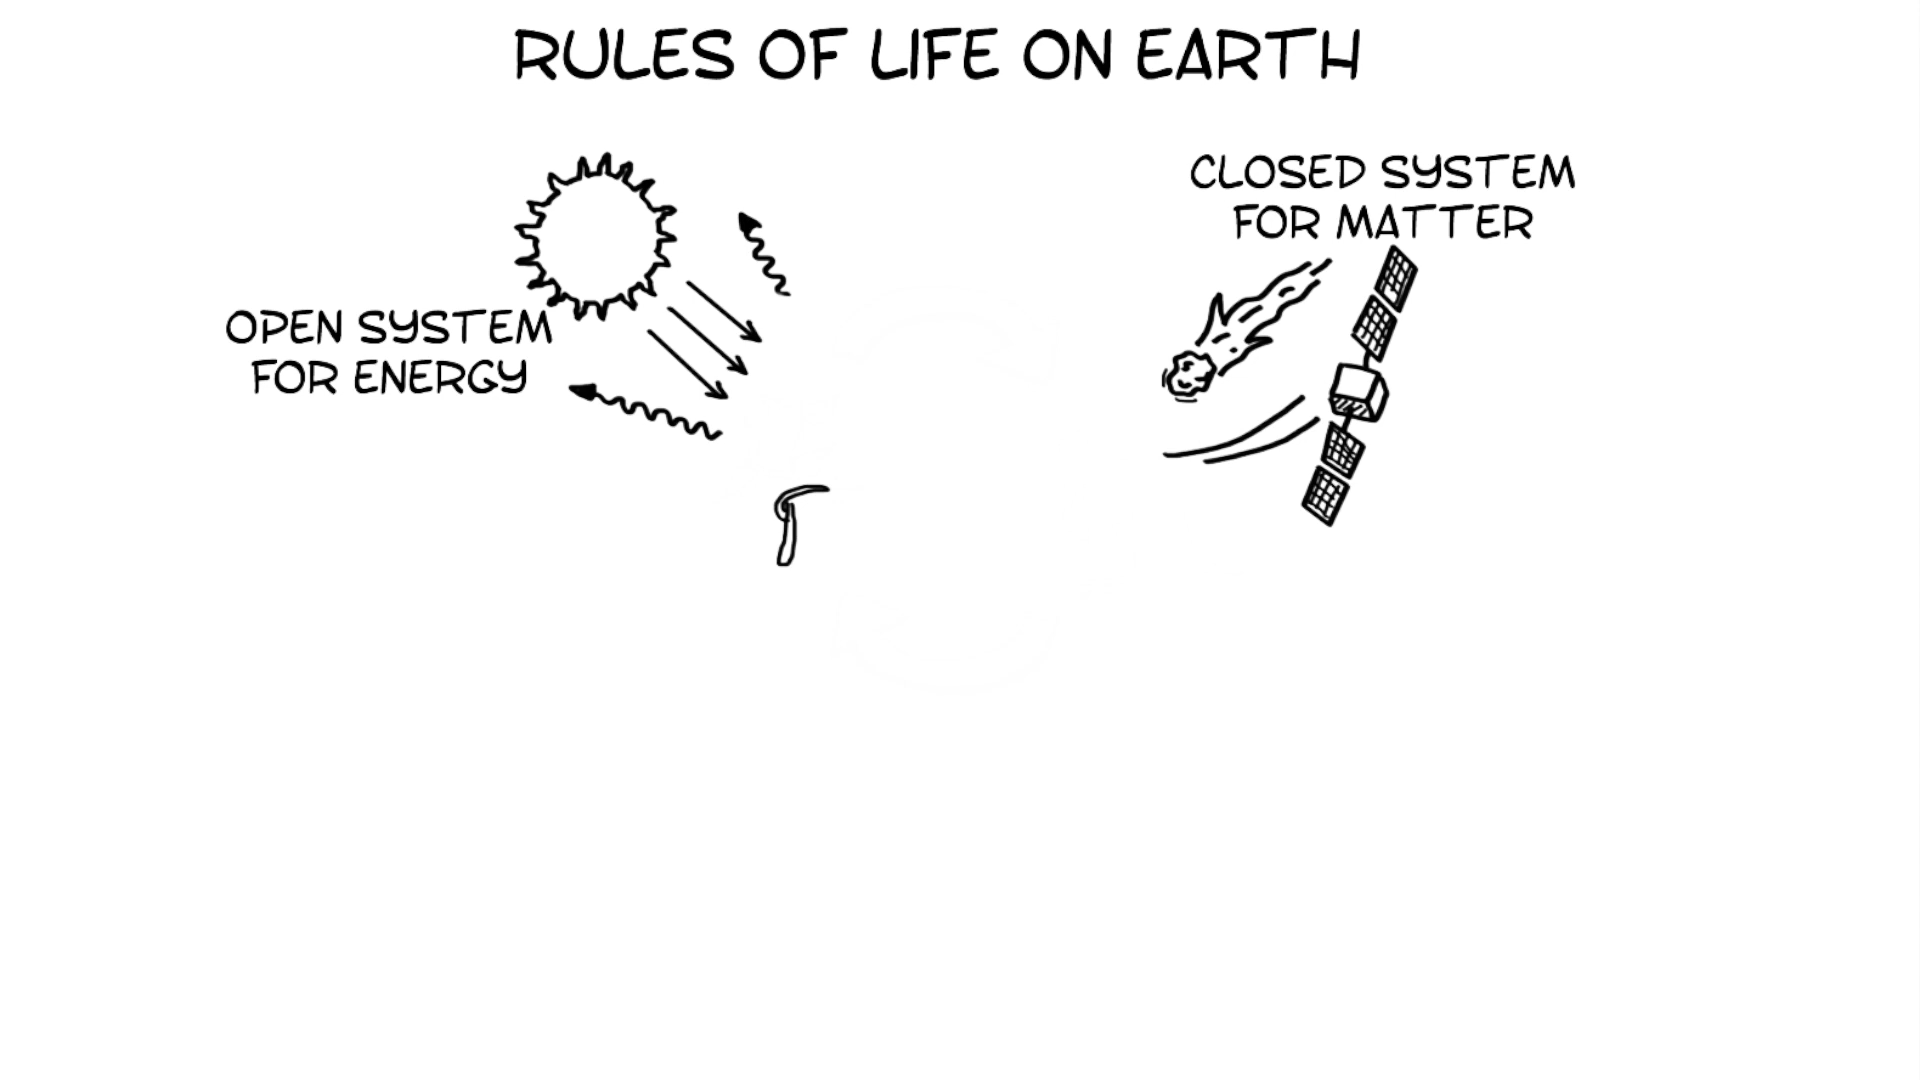 RULES OF LIFE ON EARTH
OPEN SYSTEM
FOR ENERGY
CLOSED SYSTEM
FOR MATTER